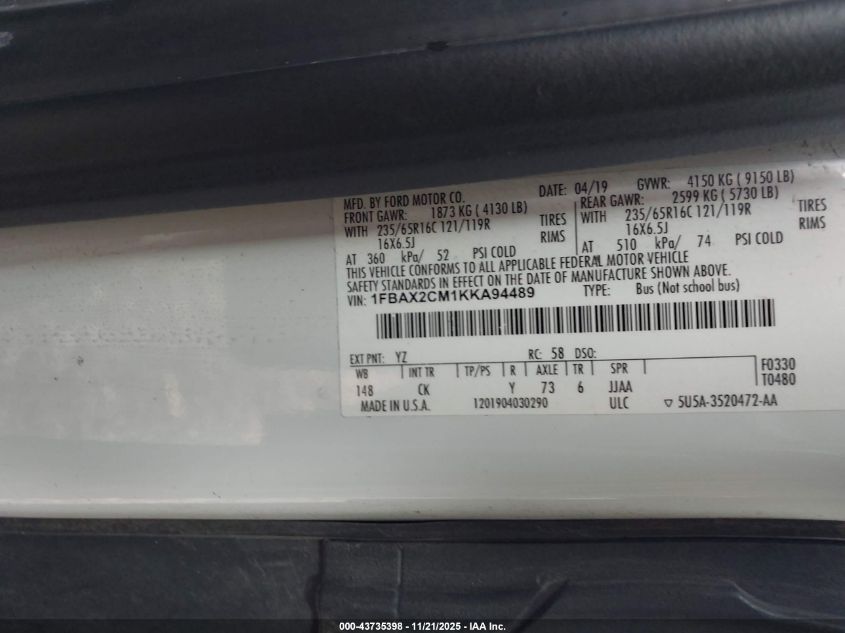 MFD. BY FORD MOTOR CO. DATE: 04/19 GVWR: 4150 KG ( 9150 LB)
FRONT GAWR: 1873 KG ( 4130 LB) REAR GAWR: 2599 KG ( 5730 LB)
WITH 235/65R16C 121/119R TIRES WITH 235/65R16C 121/119R TIRES
16X6.5J RIMS 16X6.5J RIMS
AT 360 kPa/ 52 PSI COLD AT 510 kPa/ 74 PSI COLD
THIS VEHICLE CONFORMS TO ALL APPLICABLE FEDERAL MOTOR VEHICLE
SAFETY STANDARDS IN EFFECT ON THE DATE OF MANUFACTURE SHOWN ABOVE.
VIN: 1FBAX2CM1KKA94489 TYPE: Bus (Not school bus)
EXT PNT: YZ RC: 58 DSO:
WB INT TR TP/PS R AXLE TR SPR F0330
148 CK Y 73 6 JJAA T0480
MADE IN U.S.A. 1201904030290 ULC ▽ 5U5A-3520472-AA
000-43735398 - 11/21/2025 - IAA Inc.